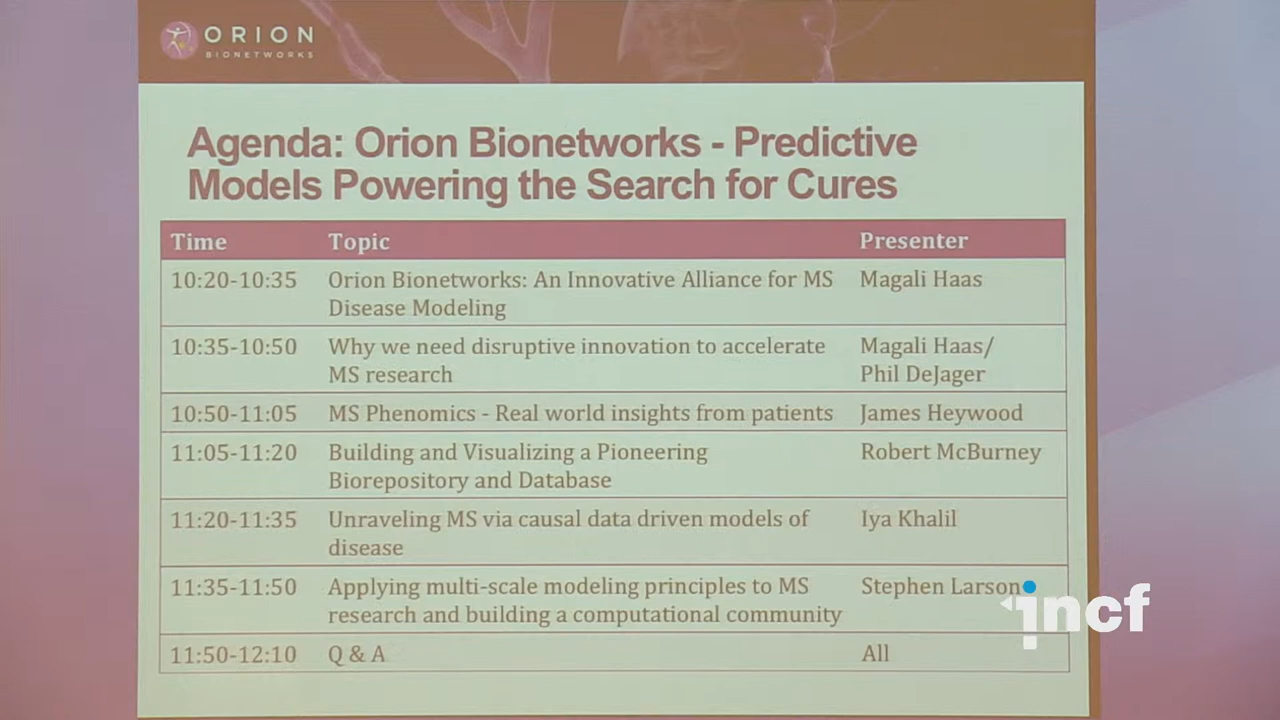 ORION
BIONETWORKS
Agenda: Orion Bionetworks - Predictive
Models Powering the Search for Cures
Time Topic Presenter
10:20-10:35 Orion Bionetworks: An Innovative Alliance for MS Magali Haas
Disease Modeling
10:35-10:50 Why we need disruptive innovation to accelerate Magali Haas/
MS research Phil DeJager
10:50-11:05 MS Phenomics - Real world insights from patients James Heywood
11:05-11:20 Building and Visualizing a Pioneering Robert McBurney
Biorepository and Database
11:20-11:35 Unraveling MS via causal data driven models of Iya Khalil
disease
11:35-11:50 Applying multi-scale modeling principles to MS Stephen Larson
research and building a computational community
11:50-12:10 Q & A All
incf